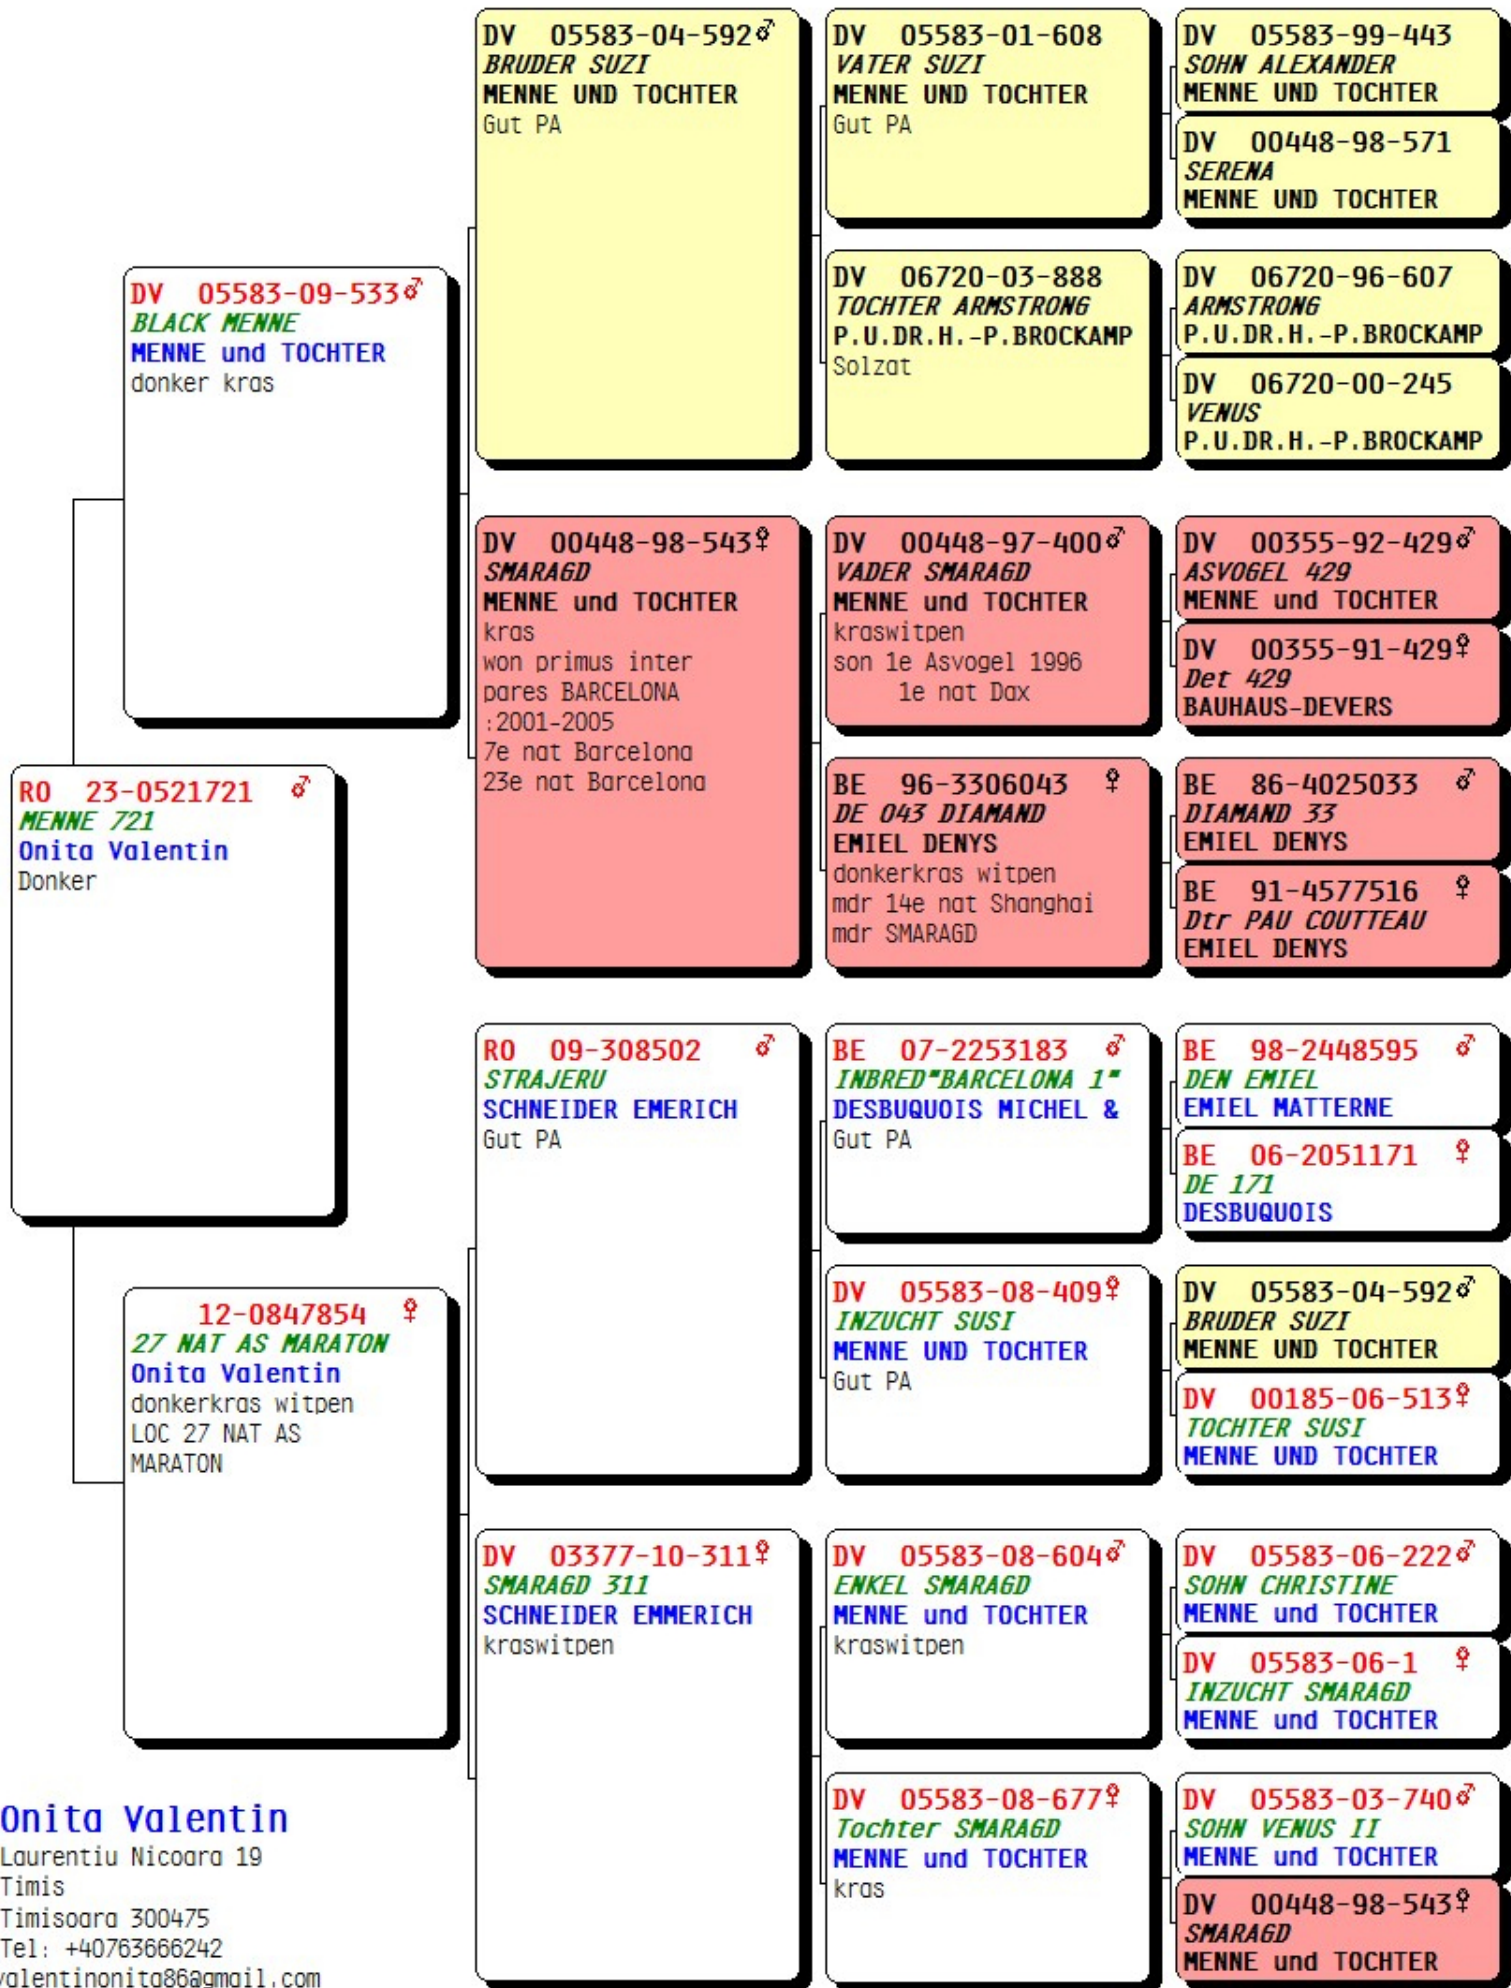 RO 23-0521721 ♂
MENNE 721
Onita Valentin
Donker
DV 05583-09-533♂
BLACK MENNE
MENNE und TOCHTER
donker kras
12-0847854 ♀
27 NAT AS MARATON
Onita Valentin
donkerkras witpen
LOC 27 NAT AS
MARATON
DV 05583-04-592♂
BRUDER SUZI
MENNE UND TOCHTER
Gut PA
DV 00448-98-543♀
SMARAGD
MENNE und TOCHTER
kras
won primus inter
pares BARCELONA
:2001-2005
7e nat Barcelona
23e nat Barcelona
RO 09-308502 ♂
STRAJERU
SCHNEIDER EMERICH
Gut PA
DV 03377-10-311♀
SMARAGD 311
SCHNEIDER EMMERICH
kraswitpen
DV 05583-01-608
VATER SUZI
MENNE UND TOCHTER
Gut PA
DV 06720-03-888
TOCHTER ARMSTRONG
P.U.DR.H.-P.BROCKAMP
Solzat
DV 00448-97-400♂
VADER SMARAGD
MENNE und TOCHTER
kraswitpen
son 1e Asvogel 1996
1e nat Dax
BE 96-3306043 ♀
DE 043 DIAMAND
EMIEL DENYS
donkerkras witpen
mdr 14e nat Shanghai
mdr SMARAGD
BE 07-2253183 ♂
INBRED"BARCELONA 1"
DESBUQUOIS MICHEL &
Gut PA
DV 05583-08-409♀
INZUCHT SUSI
MENNE UND TOCHTER
Gut PA
DV 05583-08-604♂
ENKEL SMARAGD
MENNE und TOCHTER
kraswitpen
DV 05583-08-677♀
Tochter SMARAGD
MENNE und TOCHTER
kras
DV 05583-99-443
SOHN ALEXANDER
MENNE UND TOCHTER
DV 00448-98-571
SERENA
MENNE UND TOCHTER
DV 06720-96-607
ARMSTRONG
P.U.DR.H.-P.BROCKAMP
DV 06720-00-245
VENUS
P.U.DR.H.-P.BROCKAMP
DV 00355-92-429♂
ASVOGEL 429
MENNE und TOCHTER
DV 00355-91-429♀
Det 429
BAUHAUS-DEVERS
BE 86-4025033 ♂
DIAMAND 33
EMIEL DENYS
BE 91-4577516 ♀
Dtr PAU COUTTEAU
EMIEL DENYS
BE 98-2448595 ♂
DEN EMIEL
EMIEL MATTERNE
BE 06-2051171 ♀
DE 171
DESBUQUOIS
DV 05583-04-592♂
BRUDER SUZI
MENNE UND TOCHTER
DV 00185-06-513♀
TOCHTER SUSI
MENNE UND TOCHTER
DV 05583-06-222♂
SOHN CHRISTINE
MENNE und TOCHTER
DV 05583-06-1 ♀
INZUCHT SMARAGD
MENNE und TOCHTER
DV 05583-03-740♂
SOHN VENUS II
MENNE und TOCHTER
DV 00448-98-543♀
SMARAGD
MENNE und TOCHTER
Onita Valentin
Laurentiu Nicoara 19
Timis
Timisoara 300475
Tel: +40763666242
valentinonita86@gmail.com